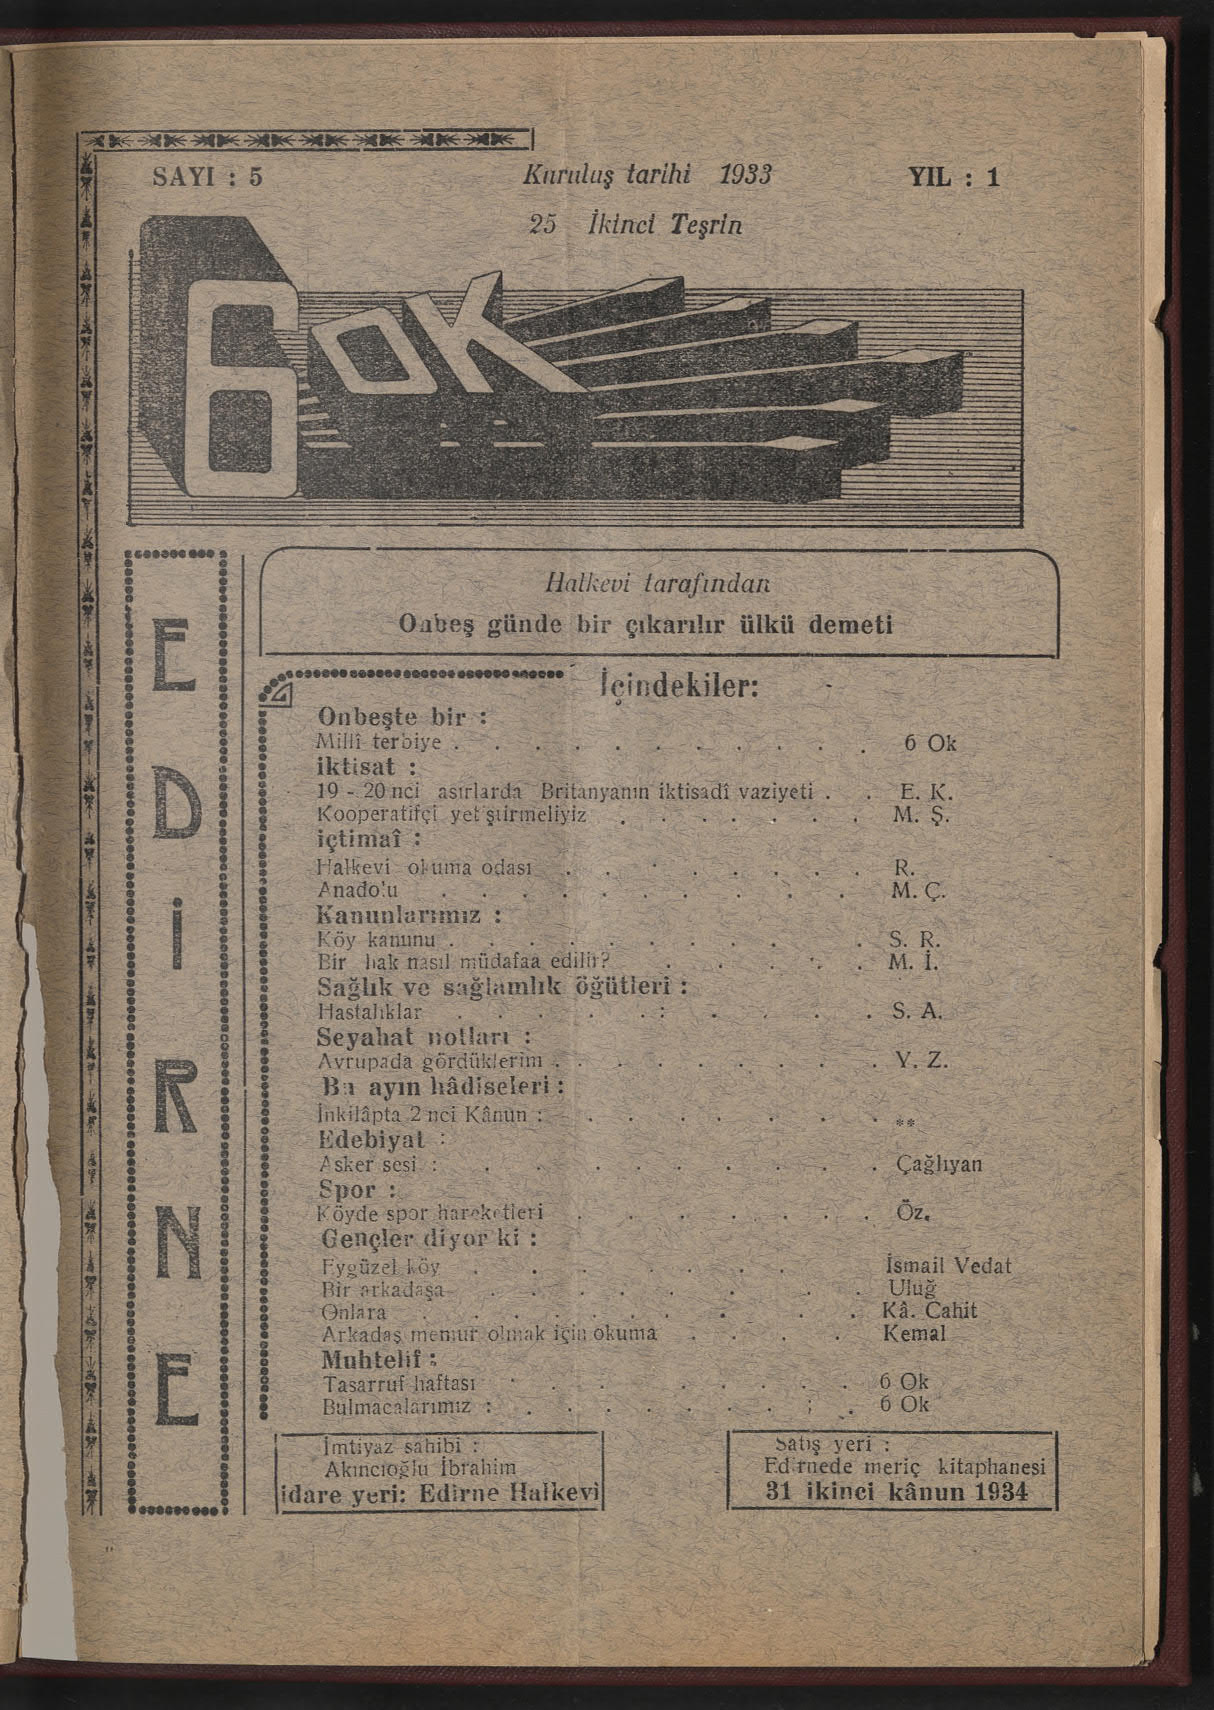 SAYI : 5
Kuruluş tarihi 1933
YIL : 1
25 İkinci Teşrin
6 OK
EDİRNE
Halkevi tarafından
Onbeş günde bir çıkarılır ülkü demeti
İçindekiler:
Onbeşte bir :
Millî terbiye . . . . . . . . . . 6 Ok
iktisat :
19 - 20 nci asırlarda Britanyanın iktisadî vaziyeti . . E. K.
Kooperatifçi yetiştirmeliyiz . . . . . . M. Ş.
içtimaî :
Halkevi okuma odası . . . . . . . . R.
Anadolu . . . . . . . . . M. Ç.
Kanunlarımız :
Köy kanunu . . . . . . . . . S. R.
Bir hak nasıl müdafaa edilir? . . . . . M. İ.
Sağlık ve sağlamlık öğütleri :
Hastalıklar . . . . . : . . . . S. A.
Seyahat notları :
Avrupada gördüklerim . . . . . . . . Y. Z.
Bu ayın hâdiseleri :
İnkilâpta 2 nci Kânun : . . . . . . **
Edebiyat :
Asker sesi : . . . . . . . . . Çağlıyan
Spor :
Köyde spor hareketleri . . . . . . . Öz.
Gençler diyor ki :
Eygüzel köy . . . . . . İsmail Vedat
Bir arkadaşa . . . . . . . . Uluğ
Onlara . . . . . . . . . Kâ. Cahit
Arkadaş memur olmak için okuma . . . . Kemal
Muhtelif :
Tasarruf haftası . . . . . . . . 6 Ok
Bulmacalarımız : . . . . . . . ; . 6 Ok
İmtiyaz sahibi :
Akıncıoğlu İbrahim
idare yeri: Edirne Halkevi
Satış yeri :
Edirnede meriç kitaphanesi
31 ikinci kânun 1934